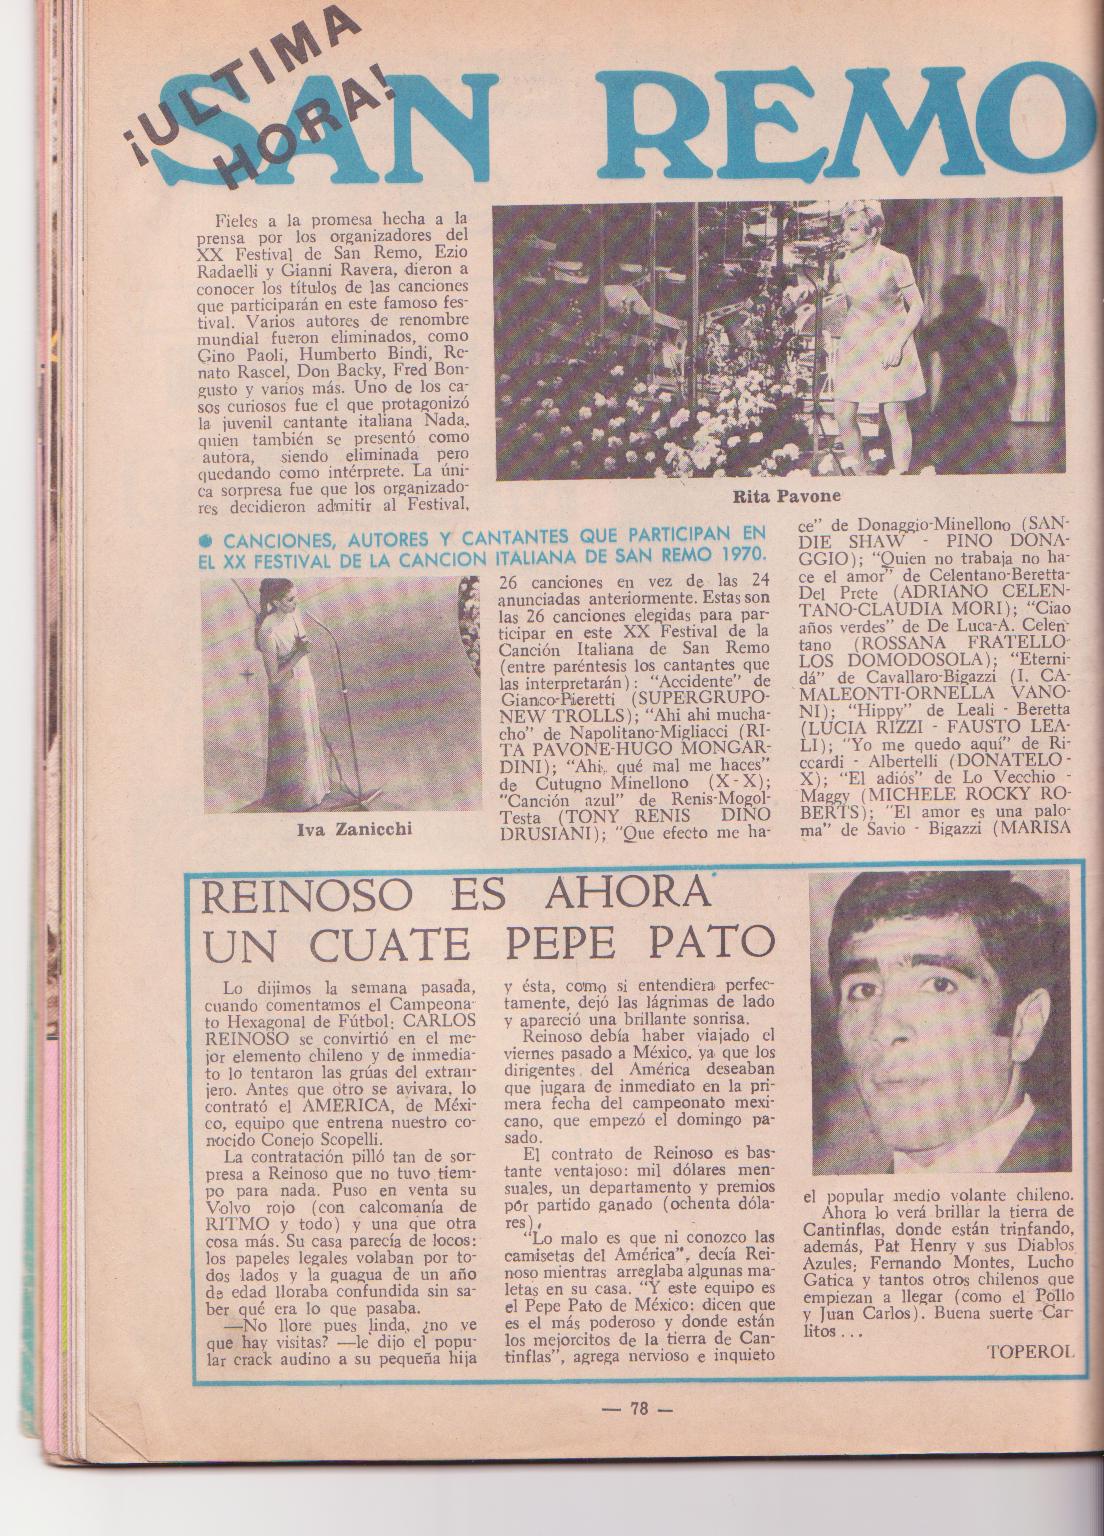 ¡ULTIMA
HORA!
SAN REMO
Fieles a la promesa hecha a la
prensa por los organizadores del
XX Festival de San Remo, Ezio
Radaelli y Gianni Ravera, dieron a
conocer los títulos de las canciones
que participarán en este famoso fes-
tival. Varios autores de renombre
mundial fueron eliminados, como
Gino Paoli, Humberto Bindi, Re-
nato Rascel, Don Backy, Fred Bon-
gusto y varios más. Uno de los ca-
sos curiosos fue el que protagonizó
la juvenil cantante italiana Nada,
quien también se presentó como
autora, siendo eliminada pero
quedando como intérprete. La úni-
ca sorpresa fue que los organizado-
res decidieron admitir al Festival,
Rita Pavone
● CANCIONES, AUTORES Y CANTANTES QUE PARTICIPAN EN
EL XX FESTIVAL DE LA CANCION ITALIANA DE SAN REMO 1970.
Iva Zanicchi
26 canciones en vez de las 24
anunciadas anteriormente. Estas son
las 26 canciones elegidas para par-
ticipar en este XX Festival de la
Canción Italiana de San Remo
(entre paréntesis los cantantes que
las interpretarán): "Accidente" de
Gianco-Pieretti (SUPERGRUPO-
NEW TROLLS); "Ahi ahi mucha-
cho" de Napolitano-Migliacci (RI-
TA PAVONE-HUGO MONGAR-
DINI); "Ahi, qué mal me haces"
de Cutugno Minellono (X - X);
"Canción azul" de Renis-Mogol-
Testa (TONY RENIS DINO
DRUSIANI); "Que efecto me ha-
ce" de Donaggio-Minellono (SAN-
DIE SHAW - PINO DONA-
GGIO); "Quien no trabaja no ha-
ce el amor" de Celentano-Beretta-
Del Prete (ADRIANO CELEN-
TANO-CLAUDIA MORI); "Ciao
años verdes" de De Luca-A. Celen-
tano (ROSSANA FRATELLO-
LOS DOMODOSOLA); "Eterni-
dá" de Cavallaro-Bigazzi (I. CA-
MALEONTI-ORNELLA VANO-
NI); "Hippy" de Leali - Beretta
(LUCIA RIZZI - FAUSTO LEA-
LI); "Yo me quedo aquí" de Ri-
ccardi - Albertelli (DONATELO -
X); "El adiós" de Lo Vecchio -
Maggy (MICHELE ROCKY RO-
BERTS); "El amor es una palo-
ma" de Savio - Bigazzi (MARISA
REINOSO ES AHORA
UN CUATE PEPE PATO
Lo dijimos la semana pasada,
cuando comentamos el Campeona-
to Hexagonal de Fútbol: CARLOS
REINOSO se convirtió en el me-
jor elemento chileno y de inmedia-
to lo tentaron las grúas del extran-
jero. Antes que otro se avivara, lo
contrató el AMERICA, de Méxi-
co, equipo que entrena nuestro co-
nocido Conejo Scopelli.
La contratación pilló tan de sor-
presa a Reinoso que no tuvo tiem-
po para nada. Puso en venta su
Volvo rojo (con calcomanía de
RITMO y todo) y una que otra
cosa más. Su casa parecía de locos:
los papeles legales volaban por to-
dos lados y la guagua de un año
de edad lloraba confundida sin sa-
ber qué era lo que pasaba.
—No llore pues linda, ¿no ve
que hay visitas? —le dijo el popu-
lar crack audino a su pequeña hija
y ésta, como si entendiera perfec-
tamente, dejó las lágrimas de lado
y apareció una brillante sonrisa.
Reinoso debía haber viajado el
viernes pasado a México, ya que los
dirigentes del América deseaban
que jugara de inmediato en la pri-
mera fecha del campeonato mexi-
cano, que empezó el domingo pa-
sado.
El contrato de Reinoso es bas-
tante ventajoso: mil dólares men-
suales, un departamento y premios
por partido ganado (ochenta dóla-
res).
"Lo malo es que ni conozco las
camisetas del América", decía Rei-
noso mientras arreglaba algunas ma-
letas en su casa. "Y este equipo es
el Pepe Pato de México: dicen que
es el más poderoso y donde están
los mejorcitos de la tierra de Can-
tinflas", agrega nervioso e inquieto
el popular medio volante chileno.
Ahora lo verá brillar la tierra de
Cantinflas, donde están trinfando,
además, Pat Henry y sus Diablos
Azules; Fernando Montes, Lucho
Gatica y tantos otros chilenos que
empiezan a llegar (como el Pollo
y Juan Carlos). Buena suerte Car-
litos ...
TOPEROL
— 78 —